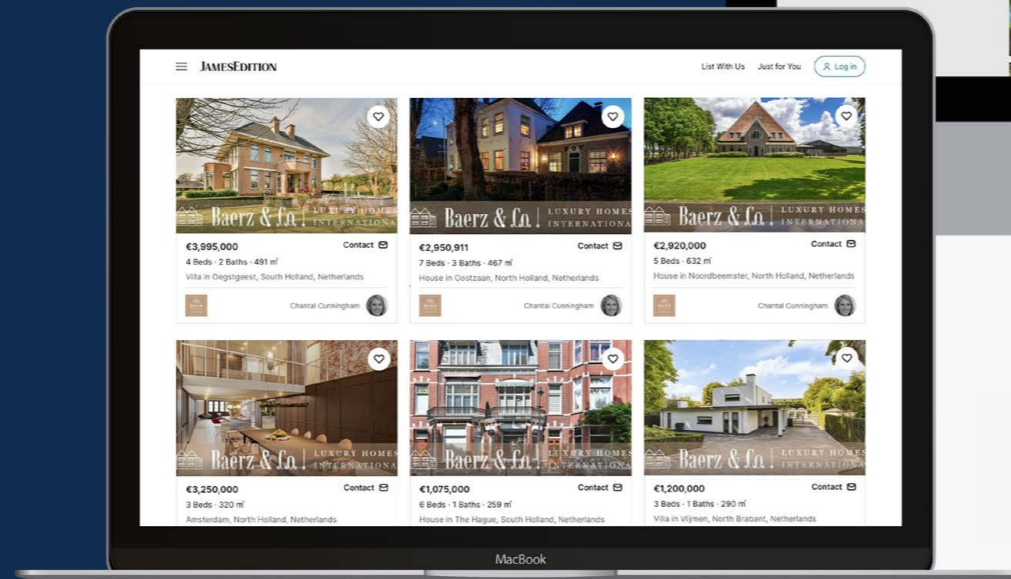 JAMESEDITION
List With Us
Just for You
Log in
Baerz & Co. LUXURY HOMES
INTERNATIONA
€3,995,000
Contact
4 Beds · 2 Baths · 491 m²
Villa in Oegstgeest, South Holland, Netherlands
Chantal Cunningham
Baerz & Co. LUXURY HOMES
INTERNATIONA
€2,950,911
Contact
7 Beds · 3 Baths · 467 m²
House in Oostzaan, North Holland, Netherlands
Chantal Cunningham
Baerz & Co. LUXURY HOMES
INTERNATIONA
€2,920,000
Contact
5 Beds · 632 m²
House in Noordbeemster, North Holland, Netherlands
Chantal Cunningham
Baerz & Co. LUXURY HOMES
INTERNATIONA
€3,250,000
Contact
3 Beds · 320 m²
Amsterdam, North Holland, Netherlands
Baerz & Co. LUXURY HOMES
INTERNATIONA
€1,075,000
Contact
6 Beds · 1 Baths · 259 m²
House in The Hague, South Holland, Netherlands
Baerz & Co. LUXURY HOMES
INTERNATIONA
€1,200,000
Contact
3 Beds · 1 Baths · 290 m²
Villa in Vlijmen, North Brabant, Netherlands
MacBook